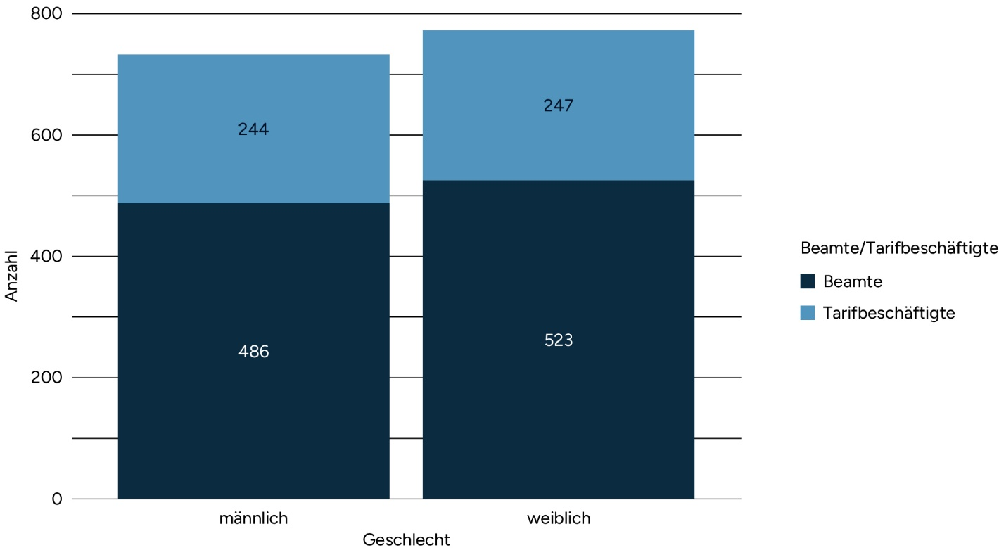 800
600
400
200
0
Anzahl
244
247
486
523
männlich
weiblich
Geschlecht
Beamte/Tarifbeschäftigte
Beamte
Tarifbeschäftigte